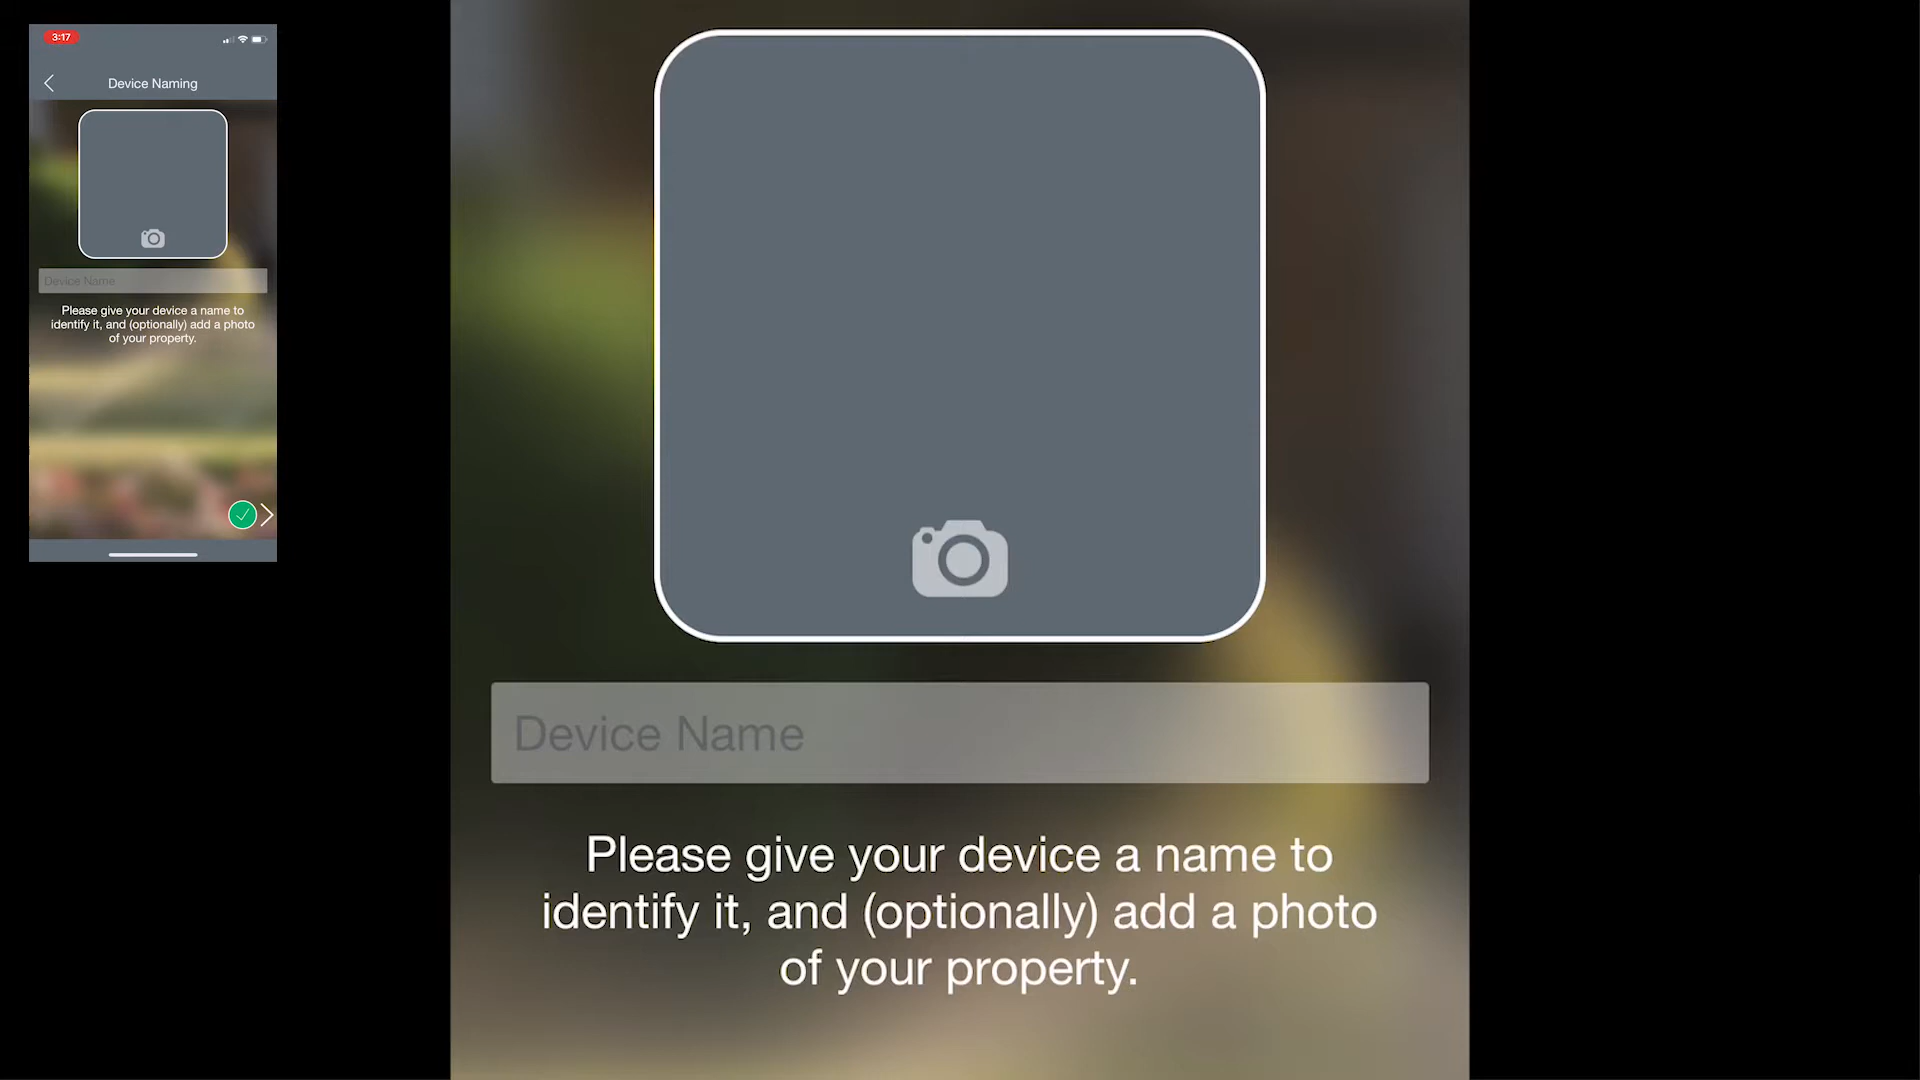 3:17
Device Naming
Device Name
Please give your device a name to
identify it, and (optionally) add a photo
of your property.
Device Name
Please give your device a name to
identify it, and (optionally) add a photo
of your property.